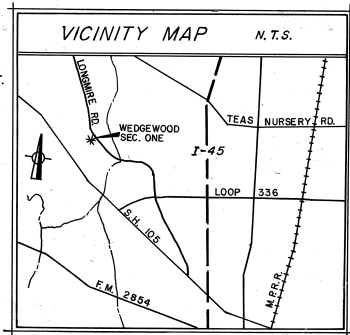 VICINITY MAP N.T.S.
LONGMIRE RD.
TEAS NURSERY RD.
WEDGEWOOD
SEC. ONE
I-45
LOOP 336
S.H. 105
M.P.R.R.
F.M. 2854